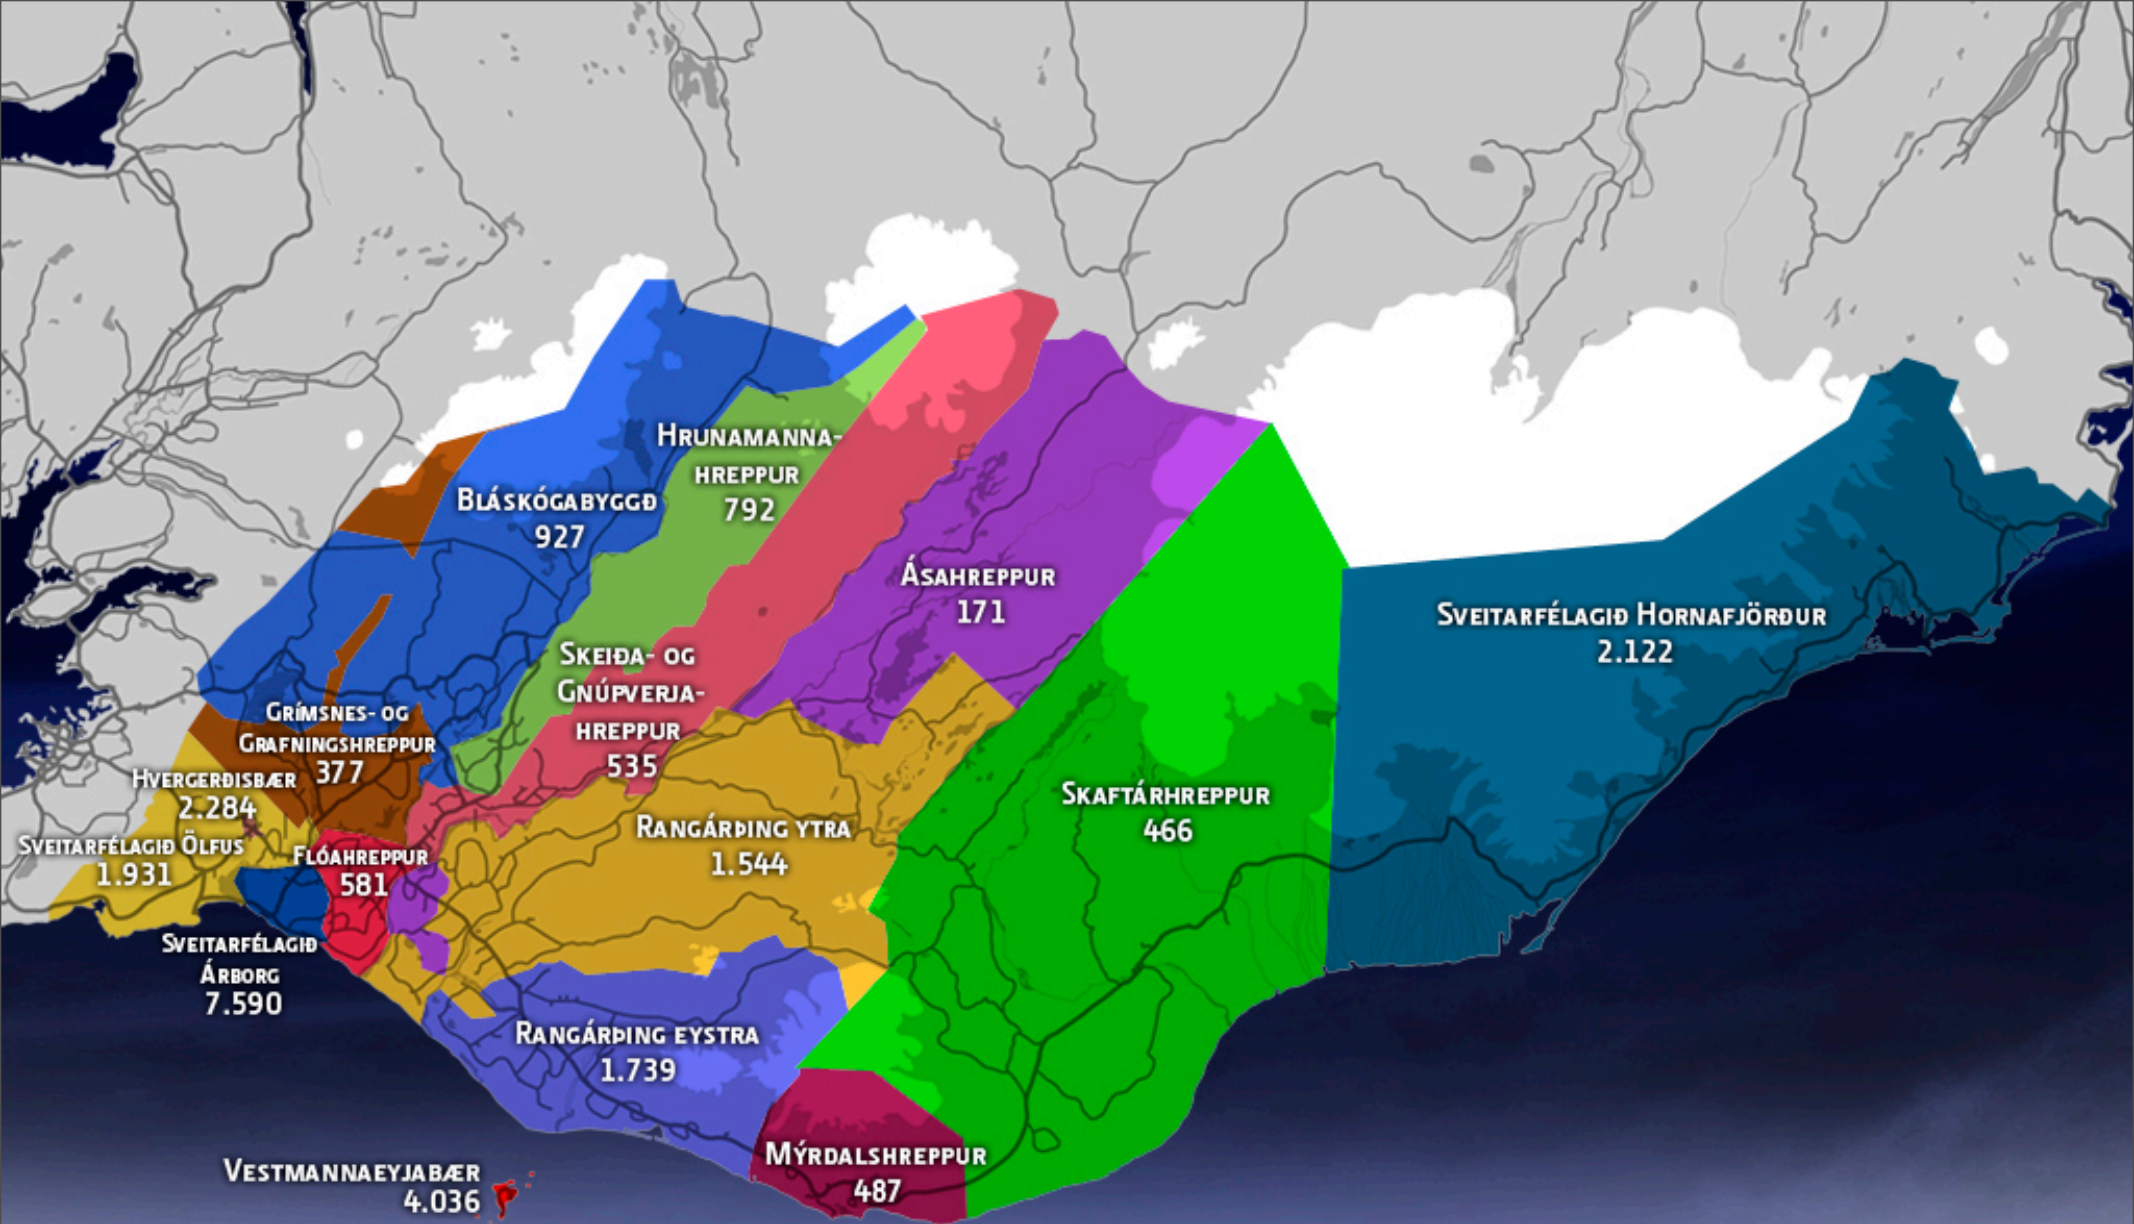 Hrunamanna-
hreppur
792
Bláskógabyggð
927
Ásahreppur
171
Sveitarfélagið Hornafjörður
2.122
Skeiða- og
Gnúpverja-
hreppur
535
Grímsnes- og
Grafningshreppur
377
Hvergerðisbær
2.284
Sveitarfélagið Ölfus
1.931
Flóahreppur
581
Rangárþing ytra
1.544
Skaftárhreppur
466
Sveitarfélagið
Árborg
7.590
Rangárþing eystra
1.739
Mýrdalshreppur
487
Vestmannaeyjabær
4.036